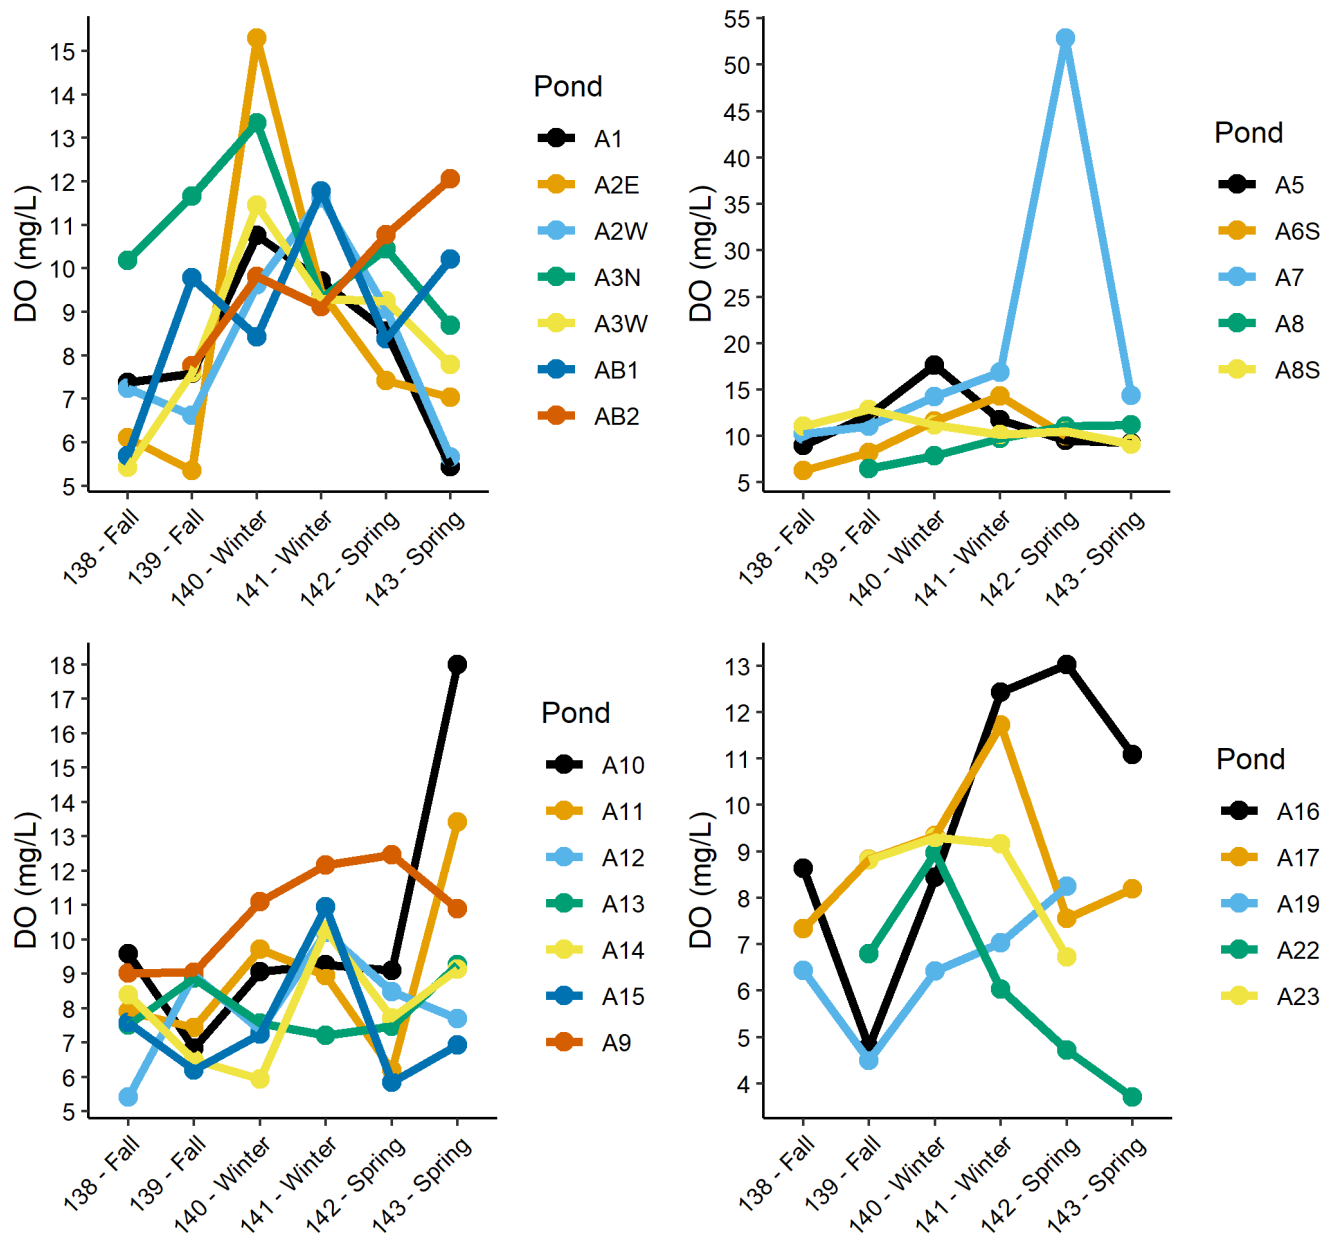 DO (mg/L)
15
14
13
12
11
10
9
8
7
6
5
138 - Fall
139 - Fall
140 - Winter
141 - Winter
142 - Spring
143 - Spring
Pond
A1
A2E
A2W
A3N
A3W
AB1
AB2
DO (mg/L)
55
50
45
40
35
30
25
20
15
10
5
138 - Fall
139 - Fall
140 - Winter
141 - Winter
142 - Spring
143 - Spring
Pond
A5
A6S
A7
A8
A8S
DO (mg/L)
18
17
16
15
14
13
12
11
10
9
8
7
6
5
138 - Fall
139 - Fall
140 - Winter
141 - Winter
142 - Spring
143 - Spring
Pond
A10
A11
A12
A13
A14
A15
A9
DO (mg/L)
13
12
11
10
9
8
7
6
5
4
138 - Fall
139 - Fall
140 - Winter
141 - Winter
142 - Spring
143 - Spring
Pond
A16
A17
A19
A22
A23